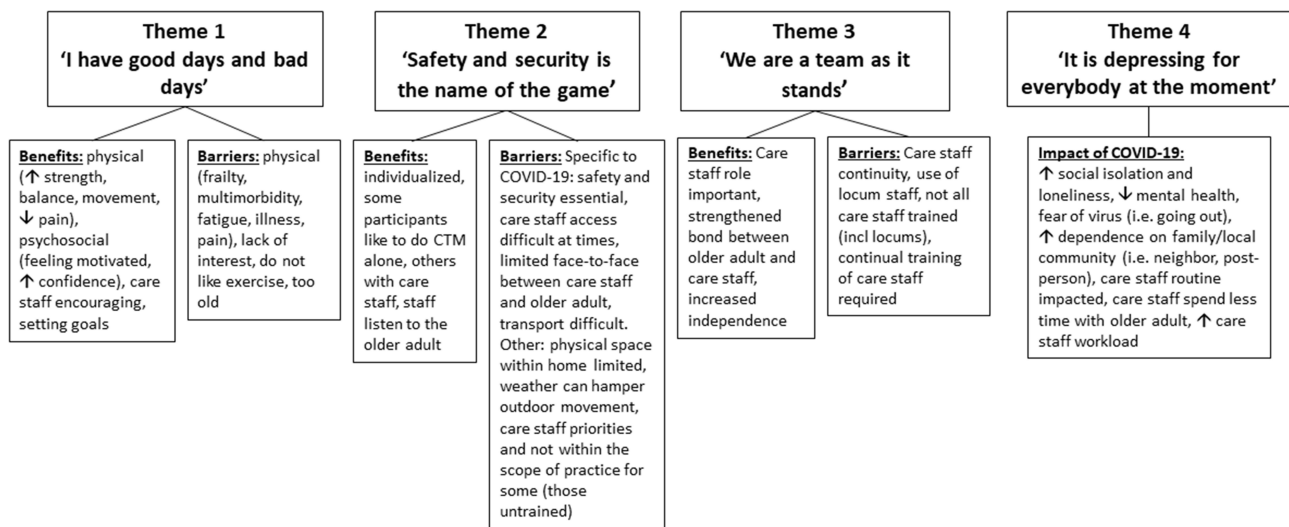 Theme 1
‘I have good days and bad
days’
Benefits: physical
(↑ strength,
balance, movement,
↓ pain),
psychosocial
(feeling motivated,
↑ confidence), care
staff encouraging,
setting goals
Barriers: physical
(frailty,
multimorbidity,
fatigue, illness,
pain), lack of
interest, do not
like exercise, too
old
Theme 2
‘Safety and security is
the name of the game’
Benefits:
individualized,
some
participants
like to do CTM
alone, others
with care
staff, staff
listen to the
older adult
Barriers: Specific to
COVID-19: safety and
security essential,
care staff access
difficult at times,
limited face-to-face
between care staff
and older adult,
transport difficult.
Other: physical space
within home limited,
weather can hamper
outdoor movement,
care staff priorities
and not within the
scope of practice for
some (those
untrained)
Theme 3
‘We are a team as it
stands’
Benefits: Care
staff role
important,
strengthened
bond between
older adult and
care staff,
increased
independence
Barriers: Care staff
continuity, use of
locum staff, not all
care staff trained
(incl locums),
continual training
of care staff
required
Theme 4
‘It is depressing for
everybody at the moment’
Impact of COVID-19:
↑ social isolation and
loneliness, ↓ mental health,
fear of virus (i.e. going out),
↑ dependence on family/local
community (i.e. neighbor, post-
person), care staff routine
impacted, care staff spend less
time with older adult, ↑ care
staff workload